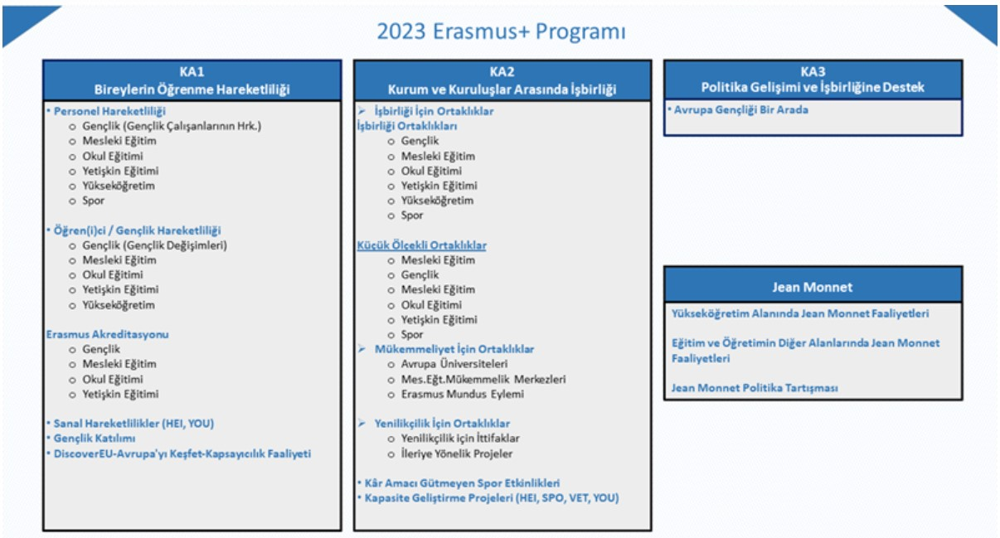 2023 Erasmus+ Programı
KA1
Bireylerin Öğrenme Hareketliliği
• Personel Hareketliliği
o Gençlik (Gençlik Çalışanlarının Hrk.)
o Mesleki Eğitim
o Okul Eğitimi
o Yetişkin Eğitimi
o Yükseköğretim
o Spor
• Öğren(i)ci / Gençlik Hareketliliği
o Gençlik (Gençlik Değişimleri)
o Mesleki Eğitim
o Okul Eğitimi
o Yetişkin Eğitimi
o Yükseköğretim
Erasmus Akreditasyonu
o Gençlik
o Mesleki Eğitim
o Okul Eğitimi
o Yetişkin Eğitimi
• Sanal Hareketlilikler (HEI, YOU)
• Gençlik Katılımı
• DiscoverEU-Avrupa'yı Keşfet-Kapsayıcılık Faaliyeti
KA2
Kurum ve Kuruluşlar Arasında İşbirliği
➢ İşbirliği İçin Ortaklıklar
İşbirliği Ortaklıkları
o Gençlik
o Mesleki Eğitim
o Okul Eğitimi
o Yetişkin Eğitimi
o Yükseköğretim
o Spor
Küçük Ölçekli Ortaklıklar
o Mesleki Eğitim
o Gençlik
o Mesleki Eğitim
o Okul Eğitimi
o Yetişkin Eğitimi
o Spor
➢ Mükemmeliyet İçin Ortaklıklar
o Avrupa Üniversiteleri
o Mes.Eğt.Mükemmelik Merkezleri
o Erasmus Mundus Eylemi
➢ Yenilikçilik İçin Ortaklıklar
o Yenilikçilik için İttifaklar
o İleriye Yönelik Projeler
• Kâr Amacı Gütmeyen Spor Etkinlikleri
• Kapasite Geliştirme Projeleri (HEI, SPO, VET, YOU)
KA3
Politika Gelişimi ve İşbirliğine Destek
• Avrupa Gençliği Bir Arada
Jean Monnet
Yükseköğretim Alanında Jean Monnet Faaliyetleri
Eğitim ve Öğretimin Diğer Alanlarında Jean Monnet
Faaliyetleri
Jean Monnet Politika Tartışması